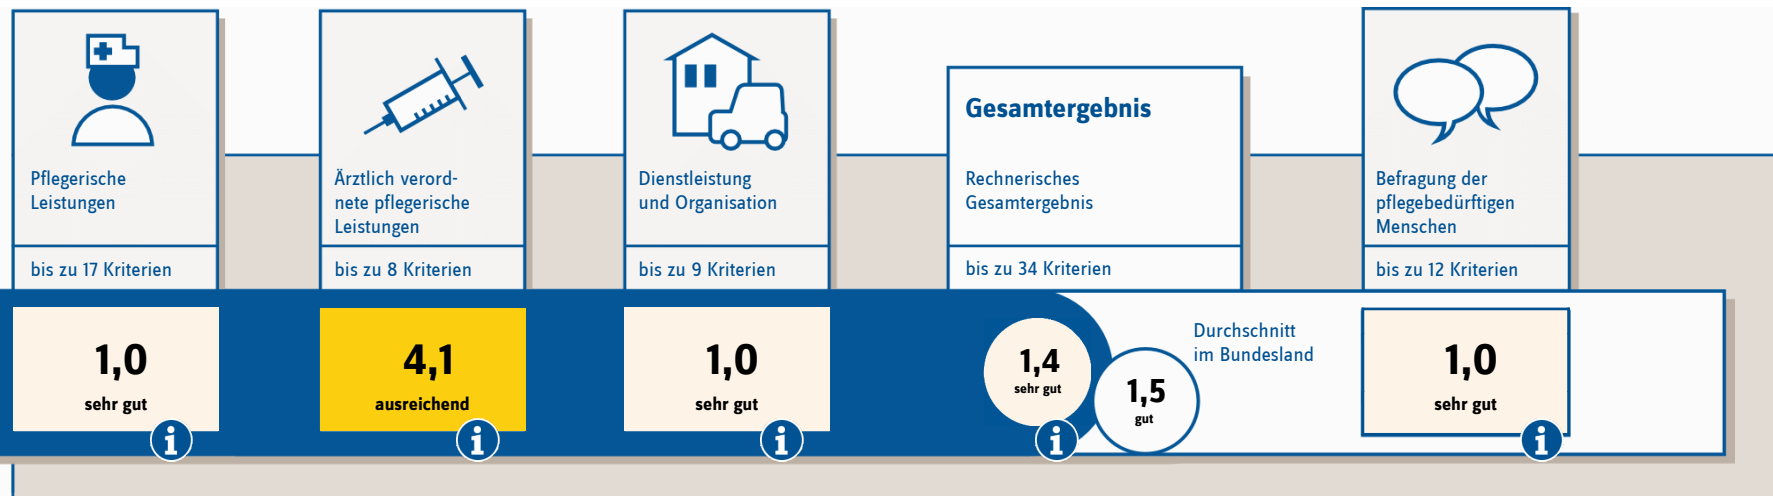 Pflegerische
Leistungen
bis zu 17 Kriterien
1,0
sehr gut
i
Ärztlich verord-
nete pflegerische
Leistungen
bis zu 8 Kriterien
4,1
ausreichend
i
Dienstleistung
und Organisation
bis zu 9 Kriterien
1,0
sehr gut
i
Gesamtergebnis
Rechnerisches
Gesamtergebnis
bis zu 34 Kriterien
1,4
sehr gut
i
1,5
gut
Durchschnitt
im Bundesland
Befragung der
pflegebedürftigen
Menschen
bis zu 12 Kriterien
1,0
sehr gut
i